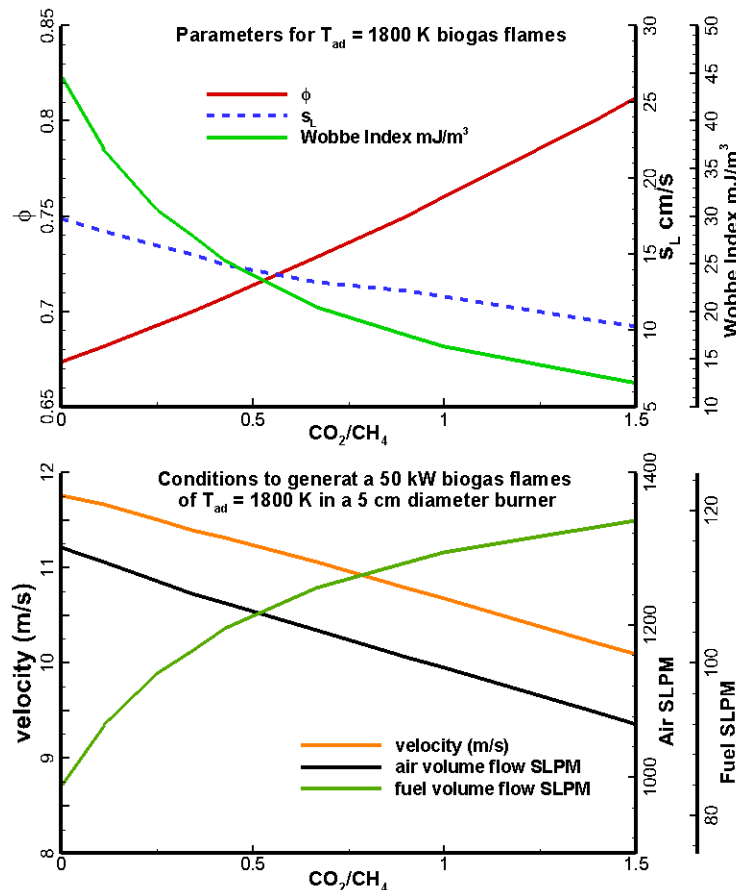 Parameters for T_ad = 1800 K biogas flames
ϕ
s_L
Wobbe Index mJ/m³
0.85
0.8
0.75
0.7
0.65
ϕ
30
25
20
15
10
5
s_L cm/s
50
45
40
35
30
25
20
15
10
Wobbe Index mJ/m³
0
0.5
1
1.5
CO₂/CH₄
Conditions to generat a 50 kW biogas flames
of T_ad = 1800 K in a 5 cm diameter burner
12
11
10
9
8
velocity (m/s)
1400
1200
1000
Air SLPM
120
100
80
Fuel SLPM
velocity (m/s)
air volume flow SLPM
fuel volume flow SLPM
0
0.5
1
1.5
CO₂/CH₄